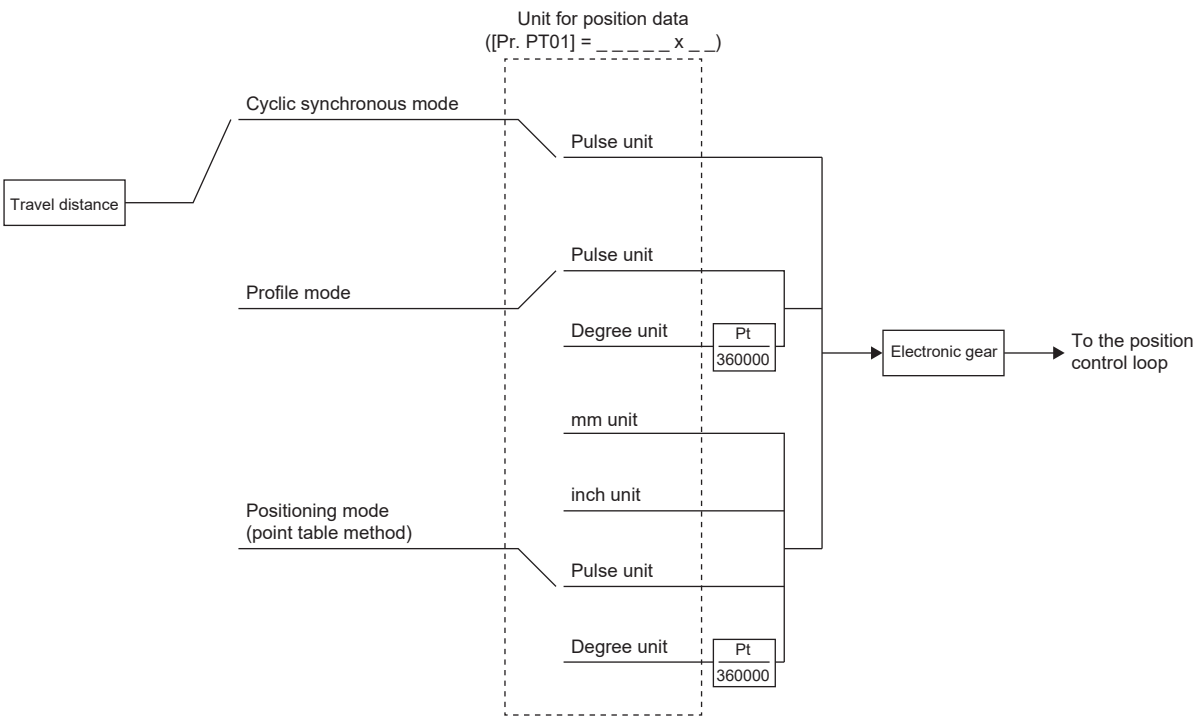 Unit for position data
([Pr. PT01] = _ _ _ _ _ x _ _)
Cyclic synchronous mode
Pulse unit
Travel distance
Pulse unit
Profile mode
Degree unit
Pt
360000
Electronic gear
To the position
control loop
mm unit
inch unit
Positioning mode
(point table method)
Pulse unit
Degree unit
Pt
360000